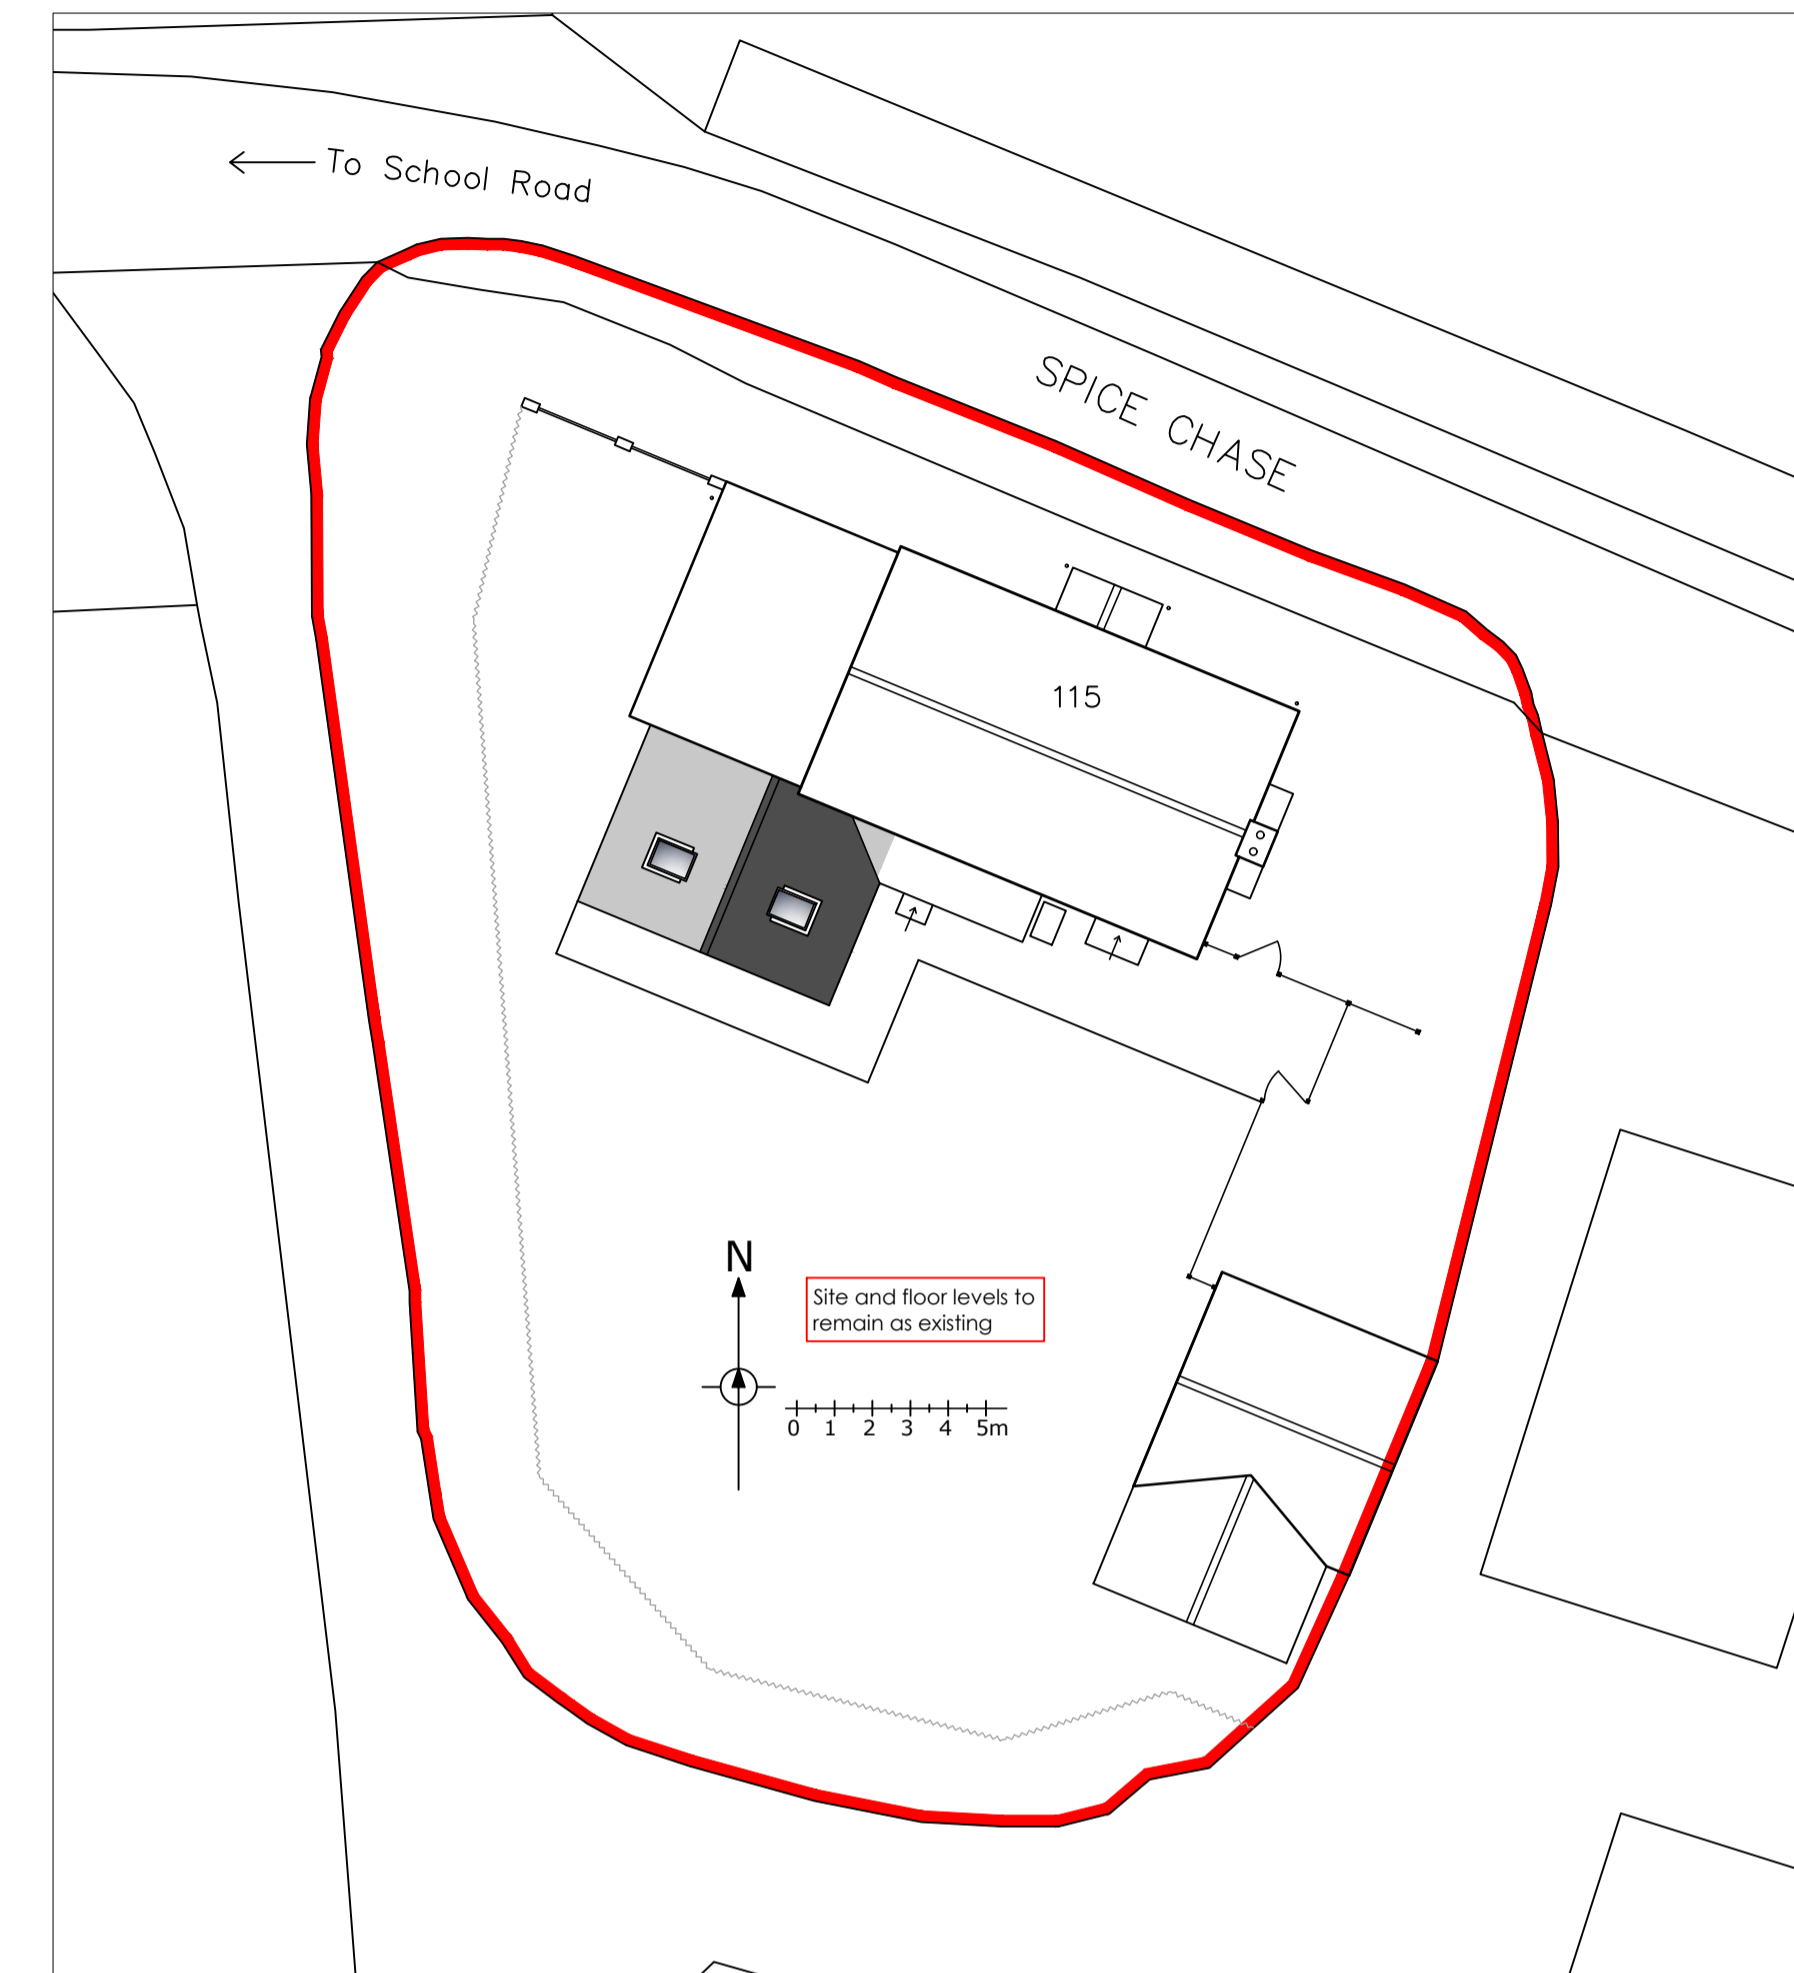 To School Road
SPICE CHASE
115
N
Site and floor levels to
remain as existing
0 1 2 3 4 5m